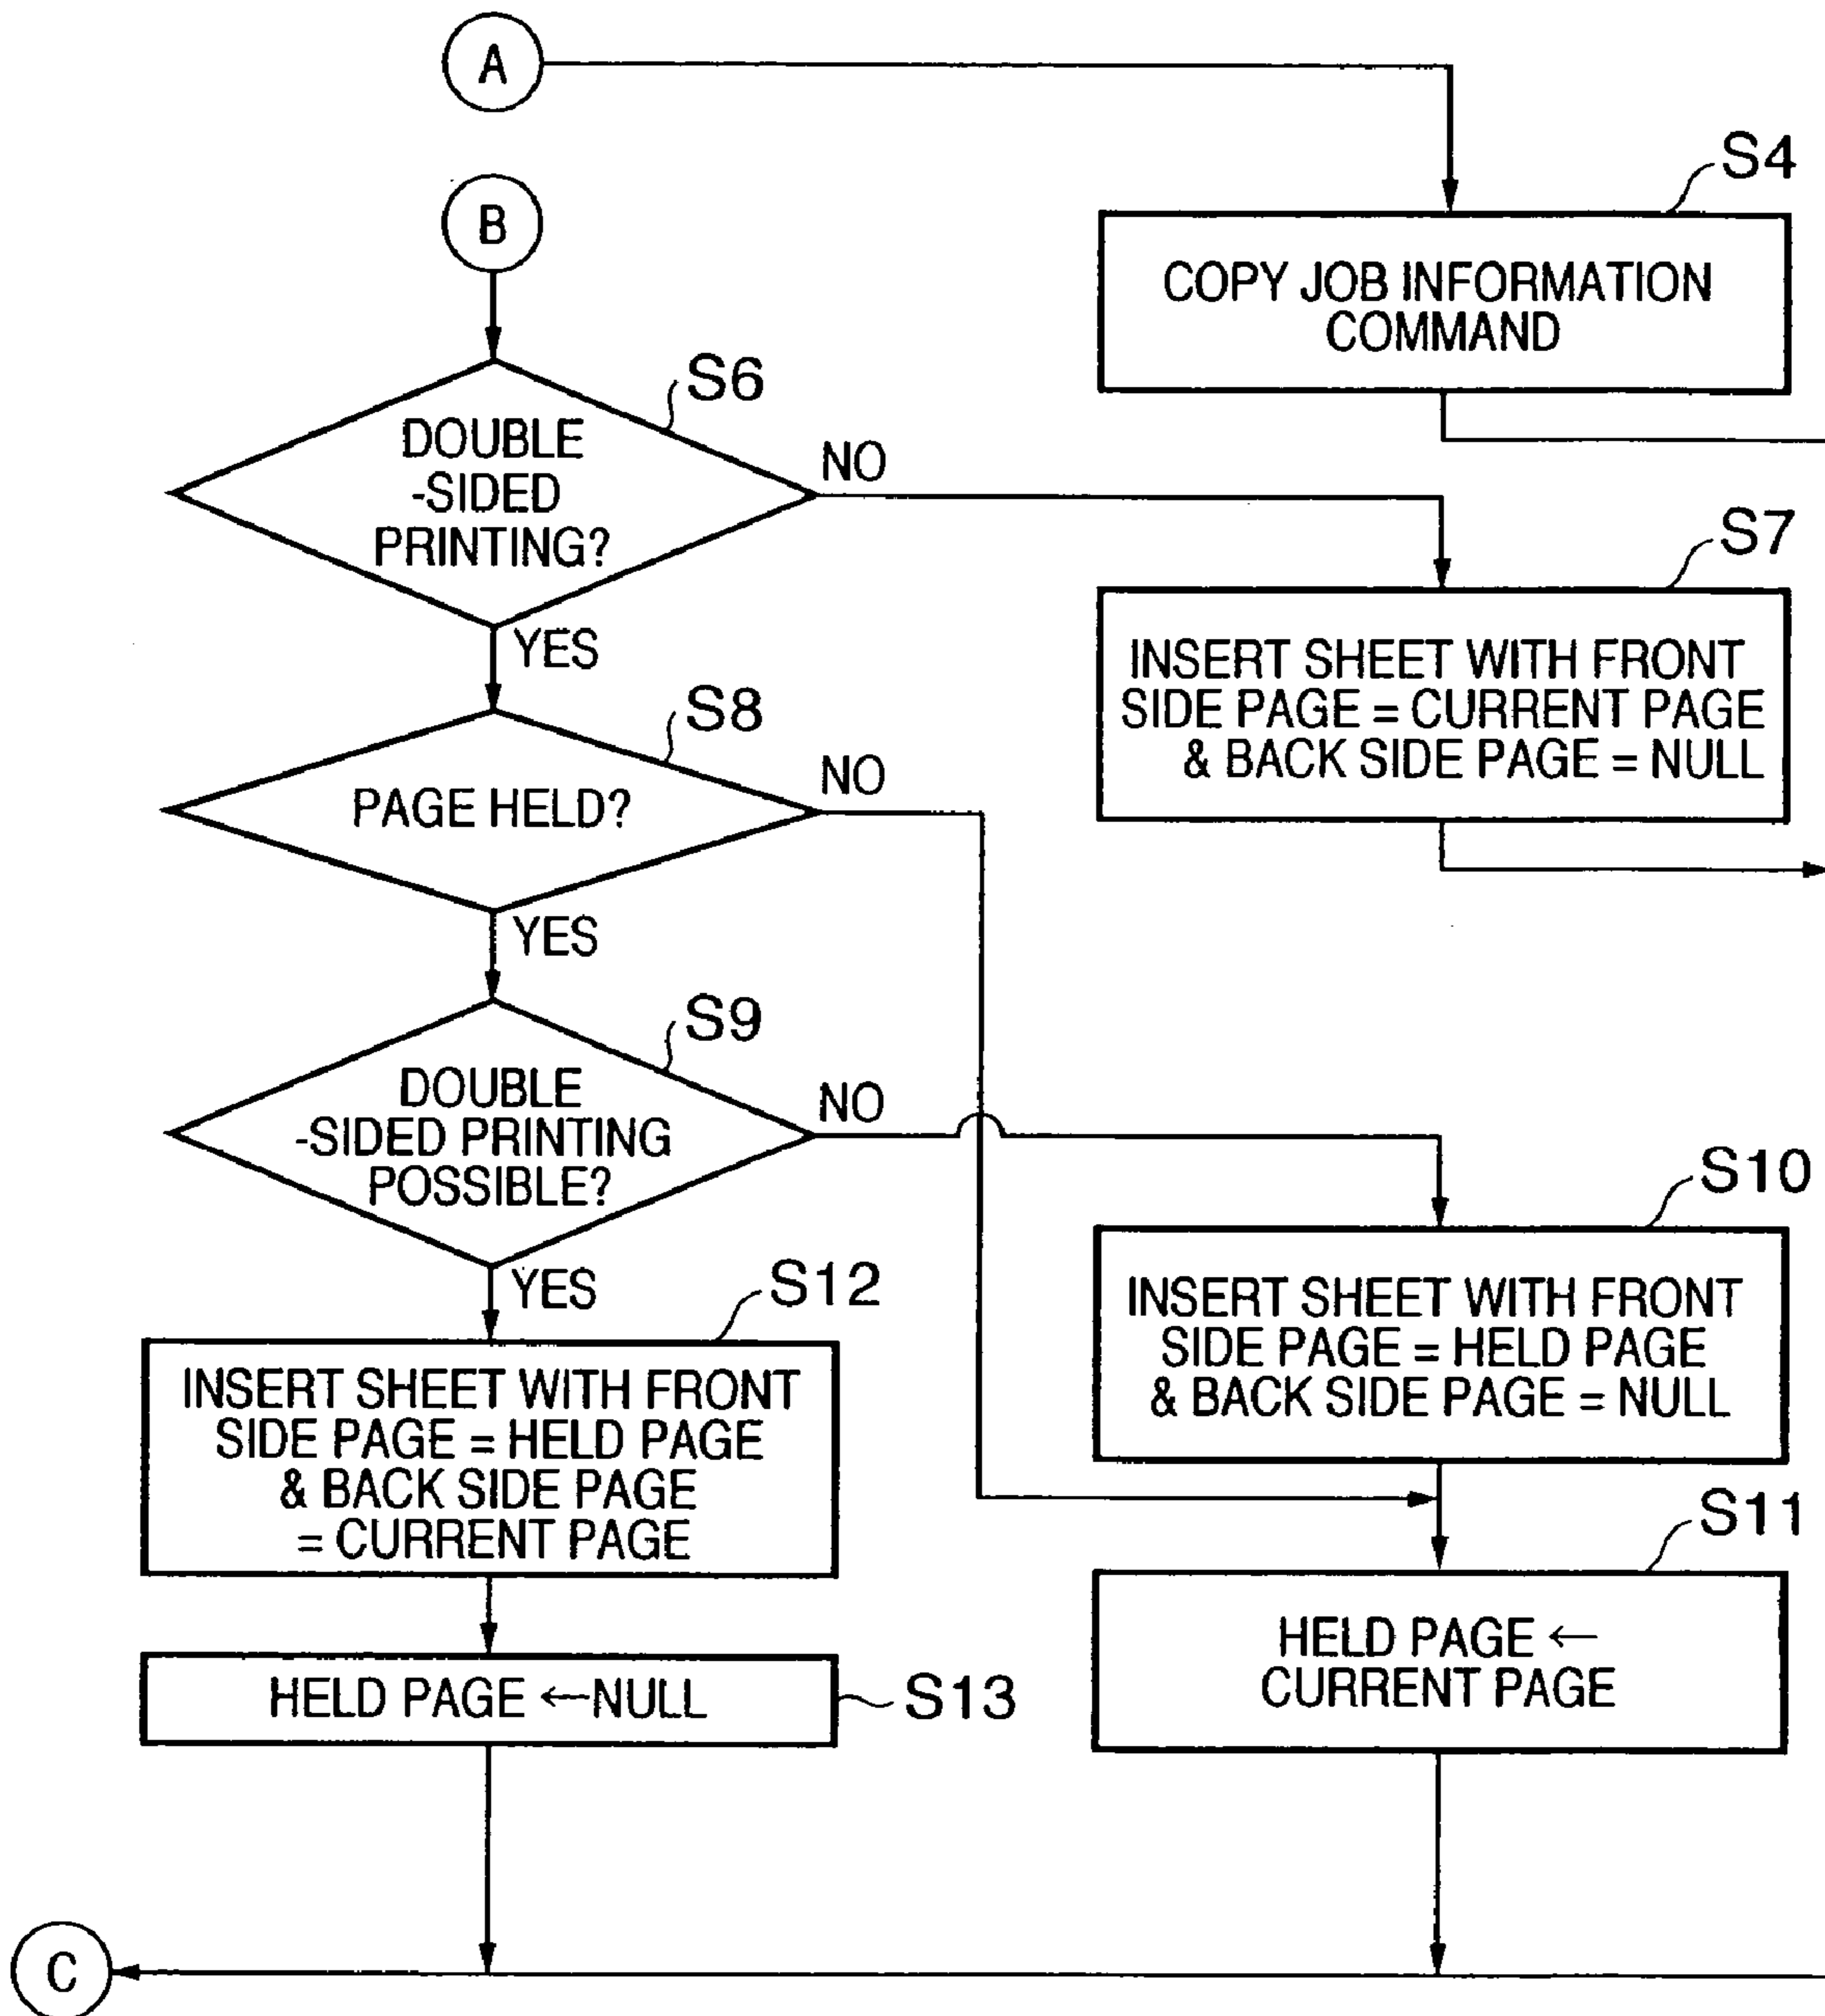 A
S4
B
COPY JOB INFORMATION
COMMAND
S6
DOUBLE
-SIDED
PRINTING?
NO
S7
YES
INSERT SHEET WITH FRONT
SIDE PAGE = CURRENT PAGE
& BACK SIDE PAGE = NULL
S8
PAGE HELD?
NO
YES
S9
DOUBLE
-SIDED PRINTING
POSSIBLE?
NO
S10
YES
INSERT SHEET WITH FRONT
SIDE PAGE = HELD PAGE
& BACK SIDE PAGE = NULL
S12
INSERT SHEET WITH FRONT
SIDE PAGE = HELD PAGE
& BACK SIDE PAGE
= CURRENT PAGE
S11
HELD PAGE ←
CURRENT PAGE
HELD PAGE ←NULL
S13
C